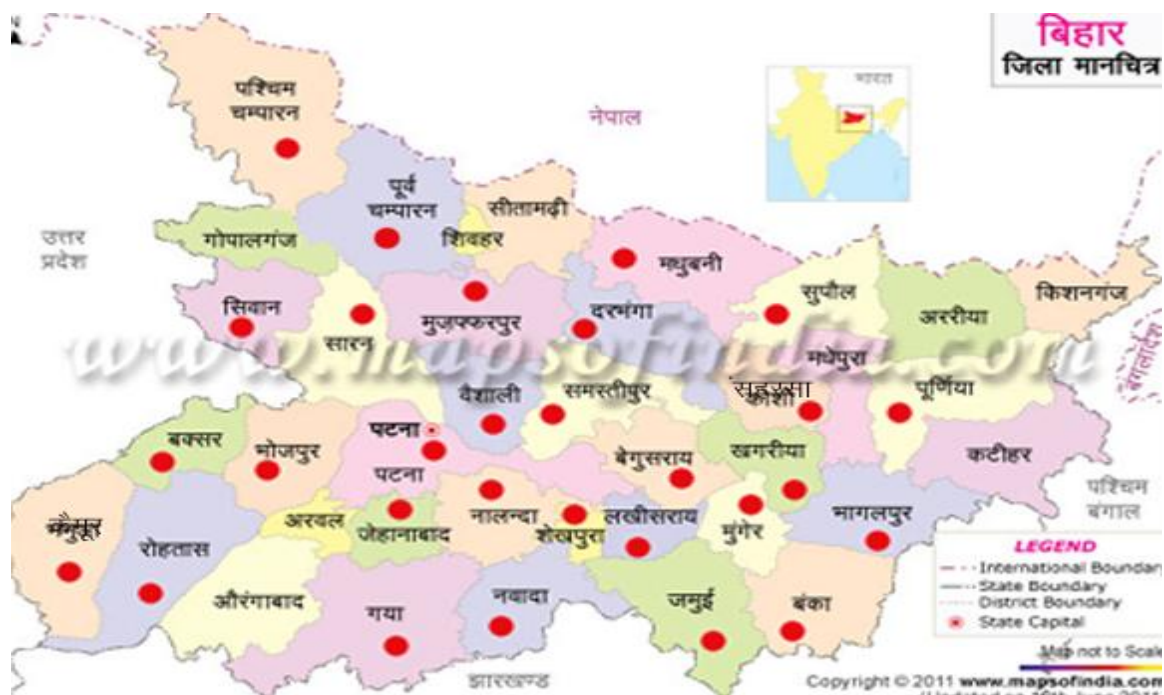 बिहार
जिला मानचित्र
भारत
नेपाल
पश्चिम
चम्पारन
पूर्व
चम्पारन
सीतामढ़ी
शिवहर
गोपालगंज
उत्तर
प्रदेश
मधुबनी
सुपौल
किशनगंज
अररीया
सिवान
सारन
मुज़फ्फरपुर
दरभंगा
मधेपुरा
www.mapsofindia.com
बंगलादेश
वैशाली
समस्तीपुर
सहरसा
पूर्णिया
बक्सर
भोजपुर
पटना
पटना
बेगुसराय
खगरीया
कटीहर
पश्चिम
बंगाल
रोहतास
अरवल
जेहानाबाद
नालन्दा
शेखपुरा
लखीसराय
मुंगेर
भागलपुर
औरंगाबाद
गया
नवादा
जमुई
बंका
झारखण्ड
LEGEND
International Boundary
State Boundary
District Boundary
State Capital
Map not to Scale
Copyright © 2011 www.mapsofindia.com